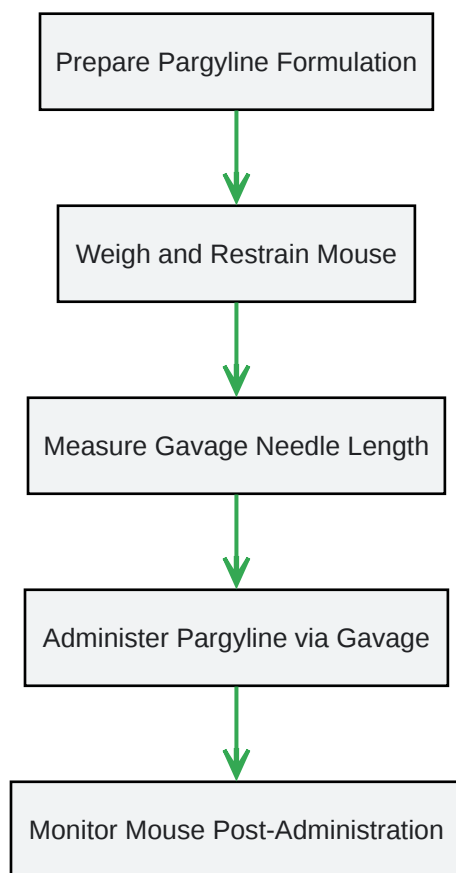 Prepare Pargyline Formulation
Weigh and Restrain Mouse
Measure Gavage Needle Length
Administer Pargyline via Gavage
Monitor Mouse Post-Administration